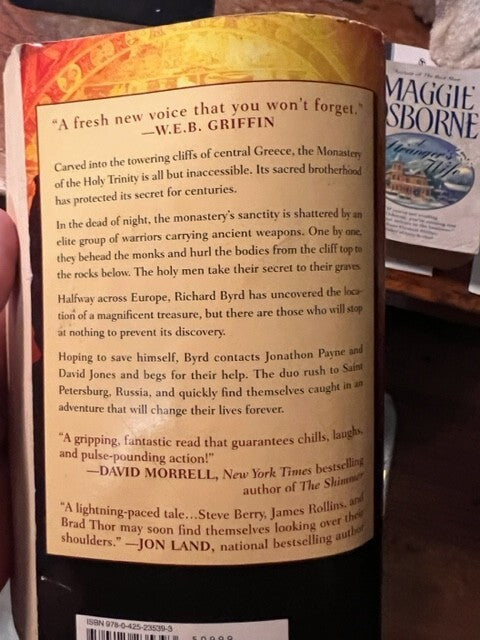 "A fresh new voice that you won't forget."
—W.E.B. GRIFFIN
Carved into the towering cliffs of central Greece, the Monastery
of the Holy Trinity is all but inaccessible. Its sacred brotherhood
has protected its secret for centuries.
In the dead of night, the monastery's sanctity is shattered by an
elite group of warriors carrying ancient weapons. One by one,
they behead the monks and hurl the bodies from the cliff top to
the rocks below. The holy men take their secret to their graves.
Halfway across Europe, Richard Byrd has uncovered the loca-
tion of a magnificent treasure, but there are those who will stop
at nothing to prevent its discovery.
Hoping to save himself, Byrd contacts Jonathon Payne and
David Jones and begs for their help. The duo rush to Saint
Petersburg, Russia, and quickly find themselves caught in an
adventure that will change their lives forever.
"A gripping, fantastic read that guarantees chills, laughs,
and pulse-pounding action!"
—DAVID MORRELL, New York Times bestselling
author of The Shimmer
"A lightning-paced tale...Steve Berry, James Rollins, and
Brad Thor may soon find themselves looking over their
shoulders." —JON LAND, national bestselling author
ISBN 978-0-425-23539-3
50999
MAGGIE
OSBORNE
Stranger's
Wife